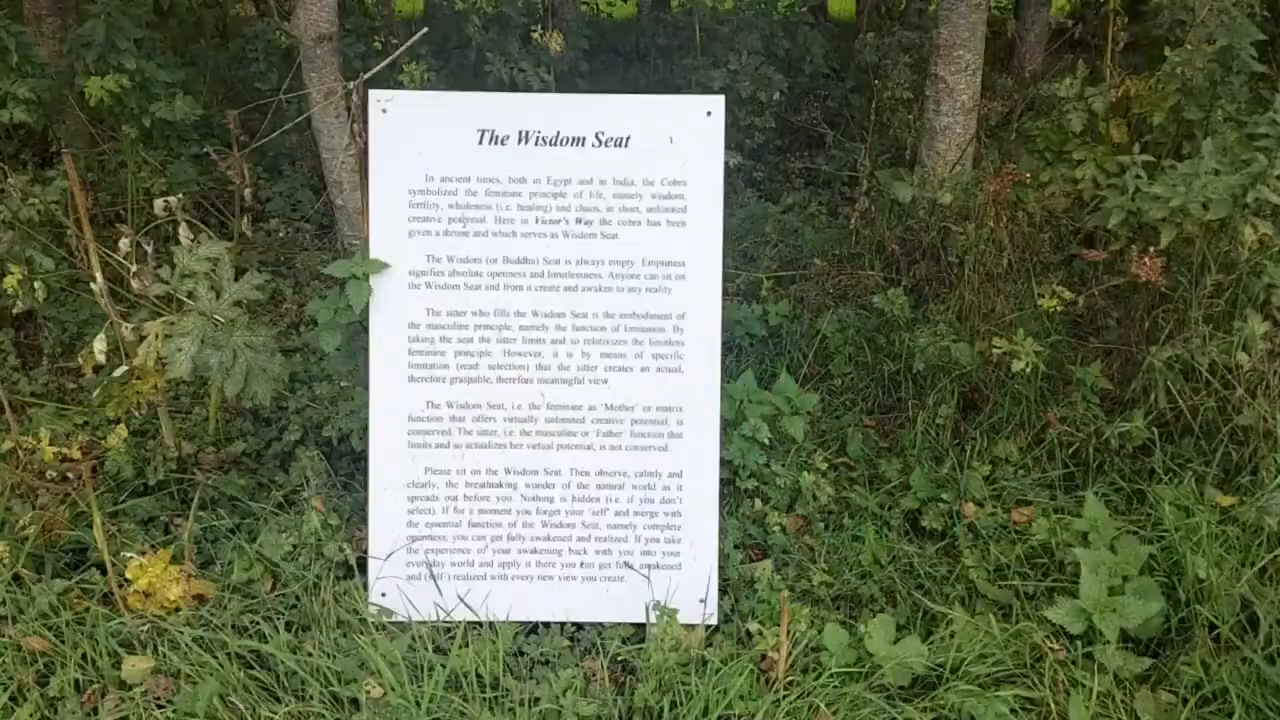 The Wisdom Seat
In ancient times, both in Egypt and in India, the Cobra
symbolized the feminine principle of life, namely wisdom,
fertility, wholeness (i.e. healing) and chaos, in short, unlimited
creative potential. Here in Victor's Way the cobra has been
given a throne and which serves as Wisdom Seat.
The Wisdom (or Buddha) Seat is always empty. Emptiness
signifies absolute openness and limitlessness. Anyone can sit on
the Wisdom Seat and from it create and awaken to any reality.
The sitter who fills the Wisdom Seat is the embodiment of
the masculine principle, namely the function of limitation. By
taking the seat the sitter limits and so relativizes the limitless
feminine principle. However, it is by means of specific
limitation (read: selection) that the sitter creates an actual,
therefore graspable, therefore meaningful view.
The Wisdom Seat, i.e. the feminine as 'Mother' or matrix
function that offers virtually unlimited creative potential, is
conserved. The sitter, i.e. the masculine or 'Father' function that
limits and so actualizes her virtual potential, is not conserved.
Please sit on the Wisdom Seat. Then observe, calmly and
clearly, the breathtaking wonder of the natural world as it
spreads out before you. Nothing is hidden (i.e. if you don't
select). If for a moment you forget your 'self' and merge with
the essential function of the Wisdom Seat, namely complete
openness, you can get fully awakened and realized. If you take
the experience of your awakening back with you into your
everyday world and apply it there you can get fully awakened
and (self-) realized with every new view you create.